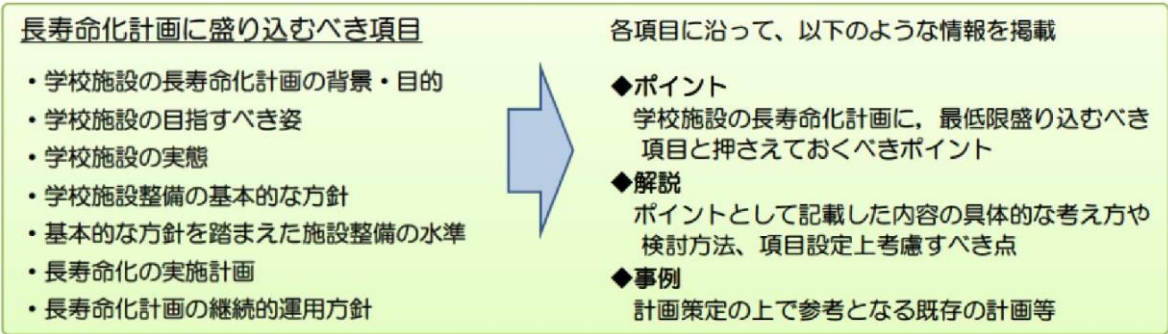 長寿命化計画に盛り込むべき項目
・学校施設の長寿命化計画の背景・目的
・学校施設の目指すべき姿
・学校施設の実態
・学校施設整備の基本的な方針
・基本的な方針を踏まえた施設整備の水準
・長寿命化の実施計画
・長寿命化計画の継続的運用方針
各項目に沿って、以下のような情報を掲載
◆ポイント
学校施設の長寿命化計画に，最低限盛り込むべき
項目と押さえておくべきポイント
◆解説
ポイントとして記載した内容の具体的な考え方や
検討方法、項目設定上考慮すべき点
◆事例
計画策定の上で参考となる既存の計画等